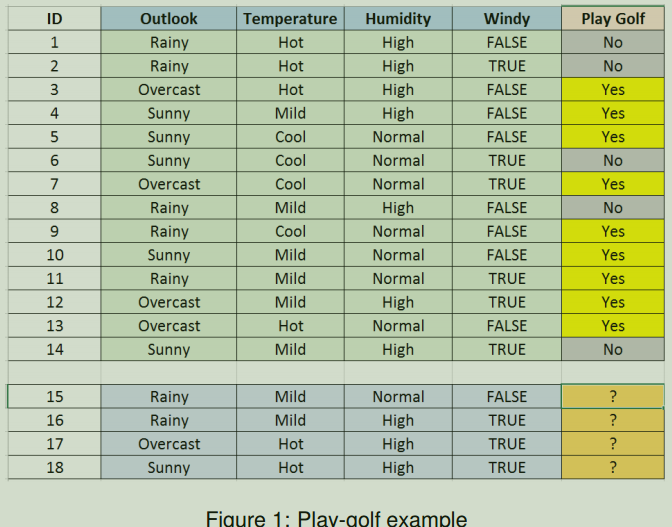 ID Outlook Temperature Humidity Windy Play Golf
1 Rainy Hot High FALSE No
2 Rainy Hot High TRUE No
3 Overcast Hot High FALSE Yes
4 Sunny Mild High FALSE Yes
5 Sunny Cool Normal FALSE Yes
6 Sunny Cool Normal TRUE No
7 Overcast Cool Normal TRUE Yes
8 Rainy Mild High FALSE No
9 Rainy Cool Normal FALSE Yes
10 Sunny Mild Normal FALSE Yes
11 Rainy Mild Normal TRUE Yes
12 Overcast Mild High TRUE Yes
13 Overcast Hot Normal FALSE Yes
14 Sunny Mild High TRUE No
15 Rainy Mild Normal FALSE ?
16 Rainy Mild High TRUE ?
17 Overcast Hot High TRUE ?
18 Sunny Hot High TRUE ?
Figure 1: Play-golf example